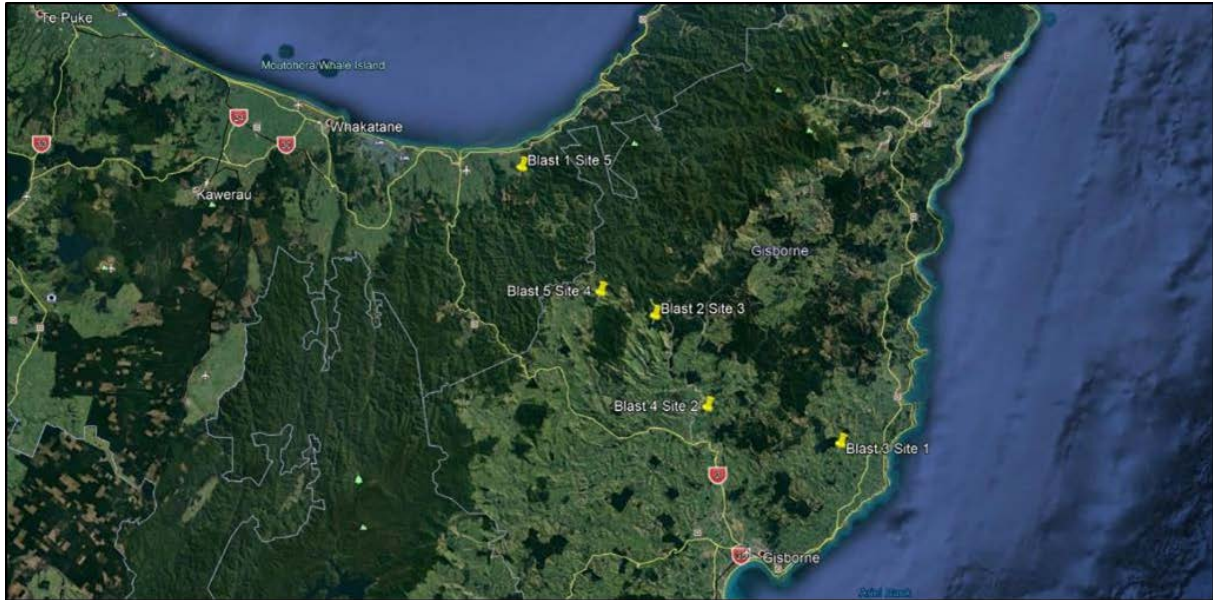 Te Puke
Moutohora/Whale Island
Whakatane
Blast 1 Site 5
Kawerau
Gisborne
Blast 5 Site 4
Blast 2 Site 3
Blast 4 Site 2
Blast 3 Site 1
Gisborne